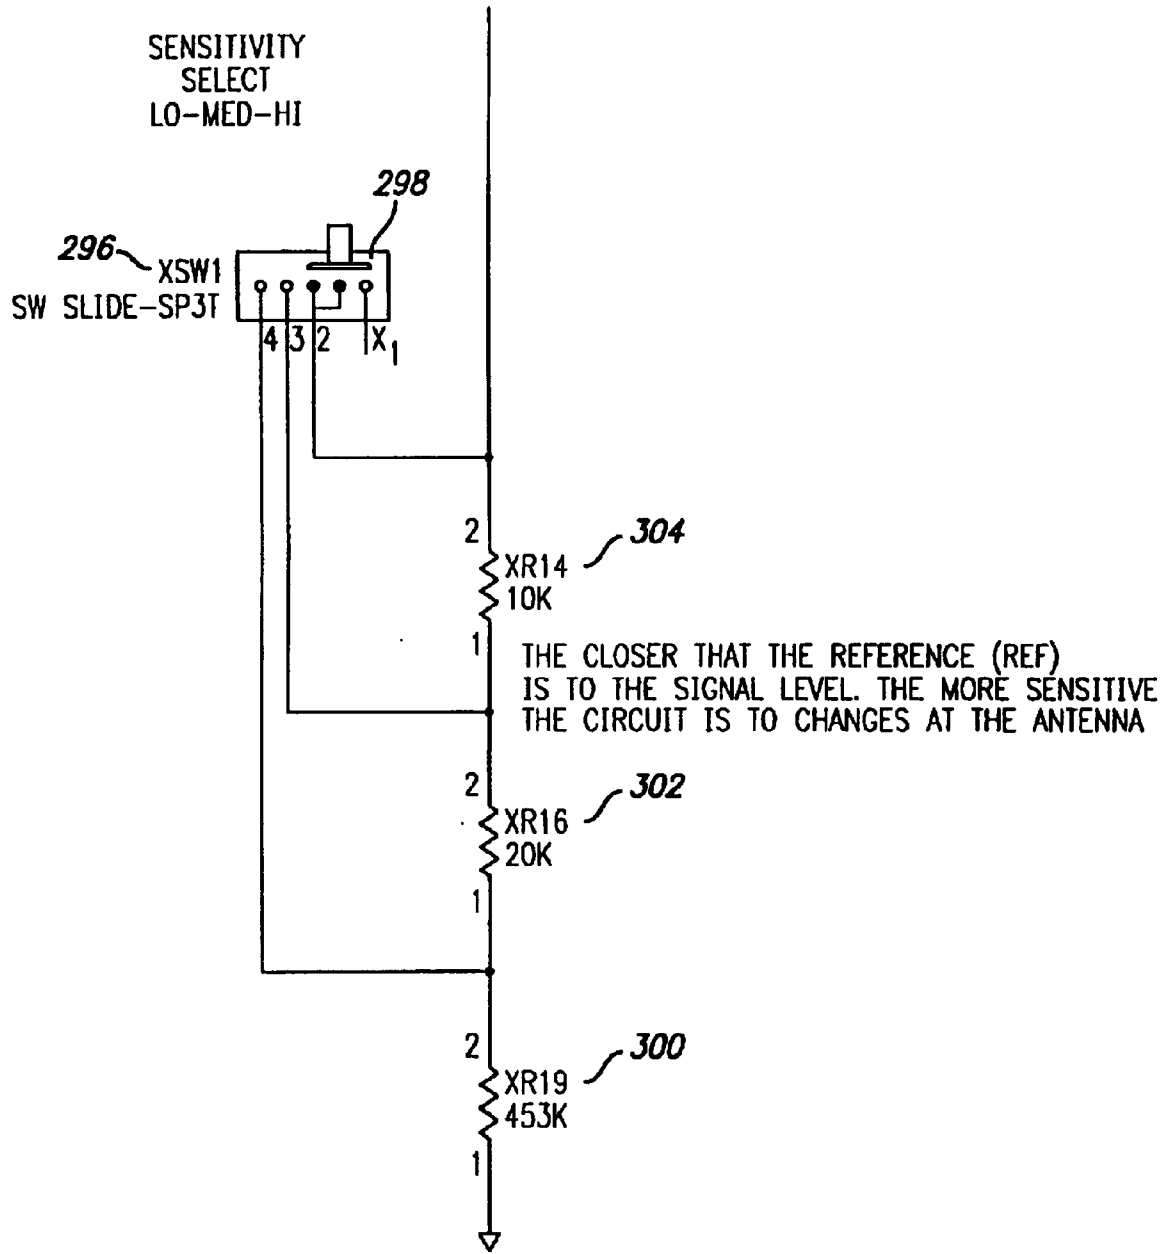 SENSITIVITY
SELECT
LO-MED-HI
298
296
XSW1
SW SLIDE-SP3T
4 3 2 X 1
2
304
XR14
10K
1
THE CLOSER THAT THE REFERENCE (REF)
IS TO THE SIGNAL LEVEL. THE MORE SENSITIVE
THE CIRCUIT IS TO CHANGES AT THE ANTENNA
2
302
XR16
20K
1
2
300
XR19
453K
1